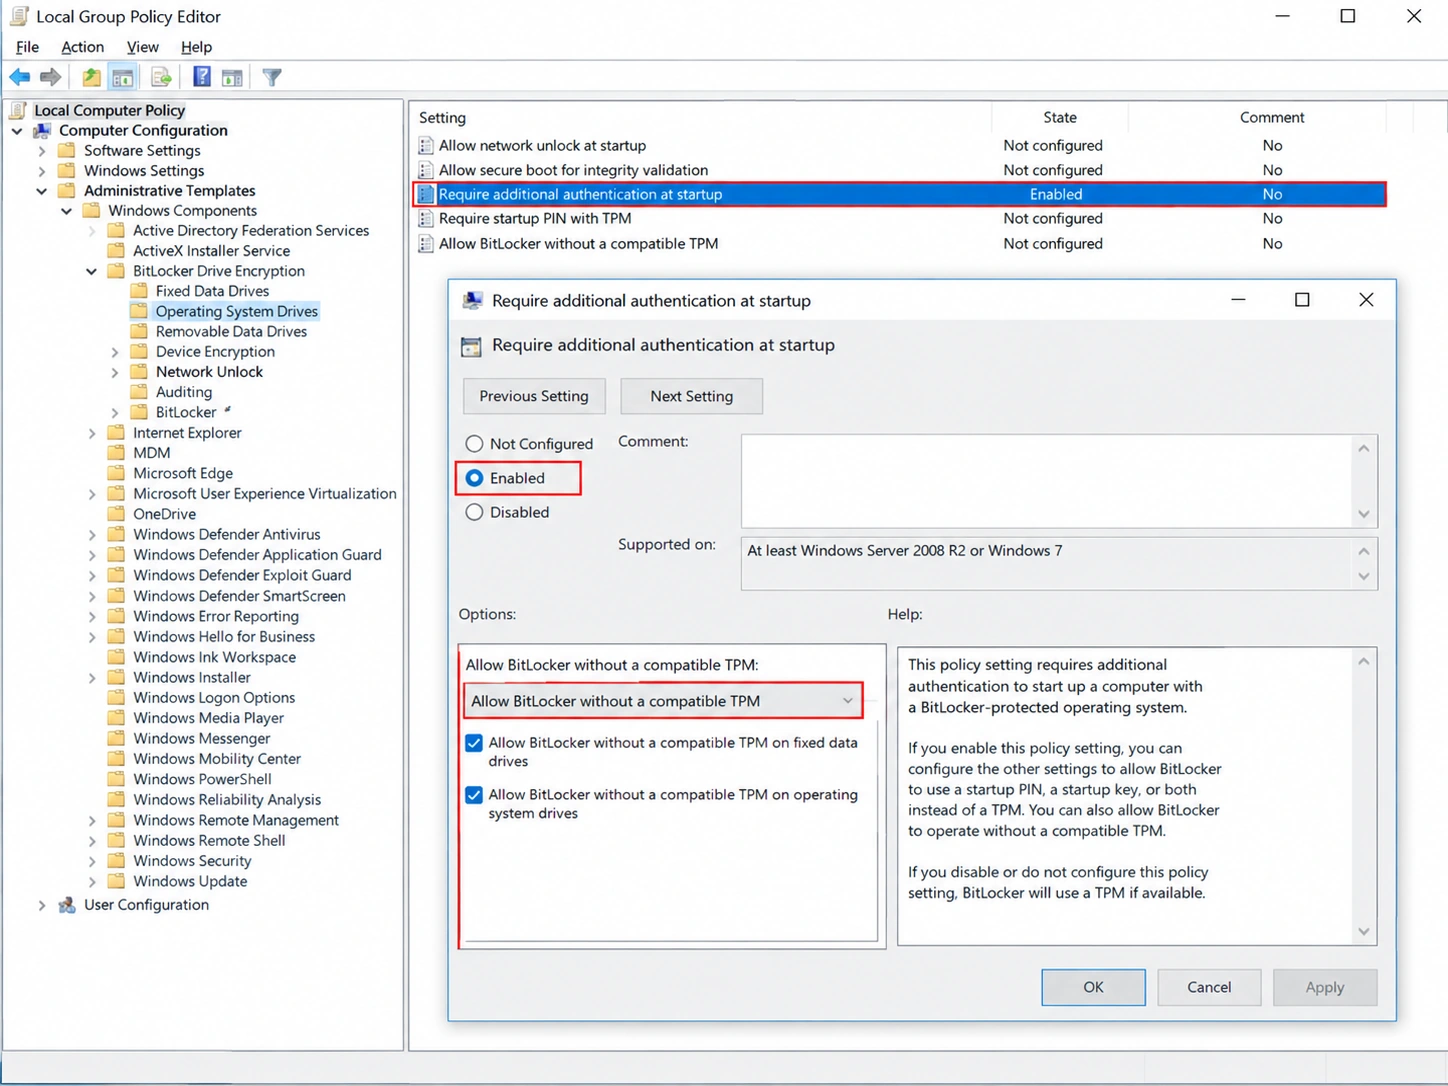 Local Group Policy Editor
File Action View Help
Local Computer Policy
Computer Configuration
Software Settings
Windows Settings
Administrative Templates
Windows Components
Active Directory Federation Services
ActiveX Installer Service
BitLocker Drive Encryption
Fixed Data Drives
Operating System Drives
Removable Data Drives
Device Encryption
Network Unlock
Auditing
BitLocker
Internet Explorer
MDM
Microsoft Edge
Microsoft User Experience Virtualization
OneDrive
Windows Defender Antivirus
Windows Defender Application Guard
Windows Defender Exploit Guard
Windows Defender SmartScreen
Windows Error Reporting
Windows Hello for Business
Windows Ink Workspace
Windows Installer
Windows Logon Options
Windows Media Player
Windows Messenger
Windows Mobility Center
Windows PowerShell
Windows Reliability Analysis
Windows Remote Management
Windows Remote Shell
Windows Security
Windows Update
User Configuration
Setting State Comment
Allow network unlock at startup Not configured No
Allow secure boot for integrity validation Not configured No
Require additional authentication at startup Enabled No
Require startup PIN with TPM Not configured No
Allow BitLocker without a compatible TPM Not configured No
Require additional authentication at startup
Require additional authentication at startup
Previous Setting Next Setting
Not Configured Comment:
Enabled
Disabled
Supported on: At least Windows Server 2008 R2 or Windows 7
Options:
Allow BitLocker without a compatible TPM:
Allow BitLocker without a compatible TPM
Allow BitLocker without a compatible TPM on fixed data
drives
Allow BitLocker without a compatible TPM on operating
system drives
Help:
This policy setting requires additional
authentication to start up a computer with
a BitLocker-protected operating system.
If you enable this policy setting, you can
configure the other settings to allow BitLocker
to use a startup PIN, a startup key, or both
instead of a TPM. You can also allow BitLocker
to operate without a compatible TPM.
If you disable or do not configure this policy
setting, BitLocker will use a TPM if available.
OK Cancel Apply